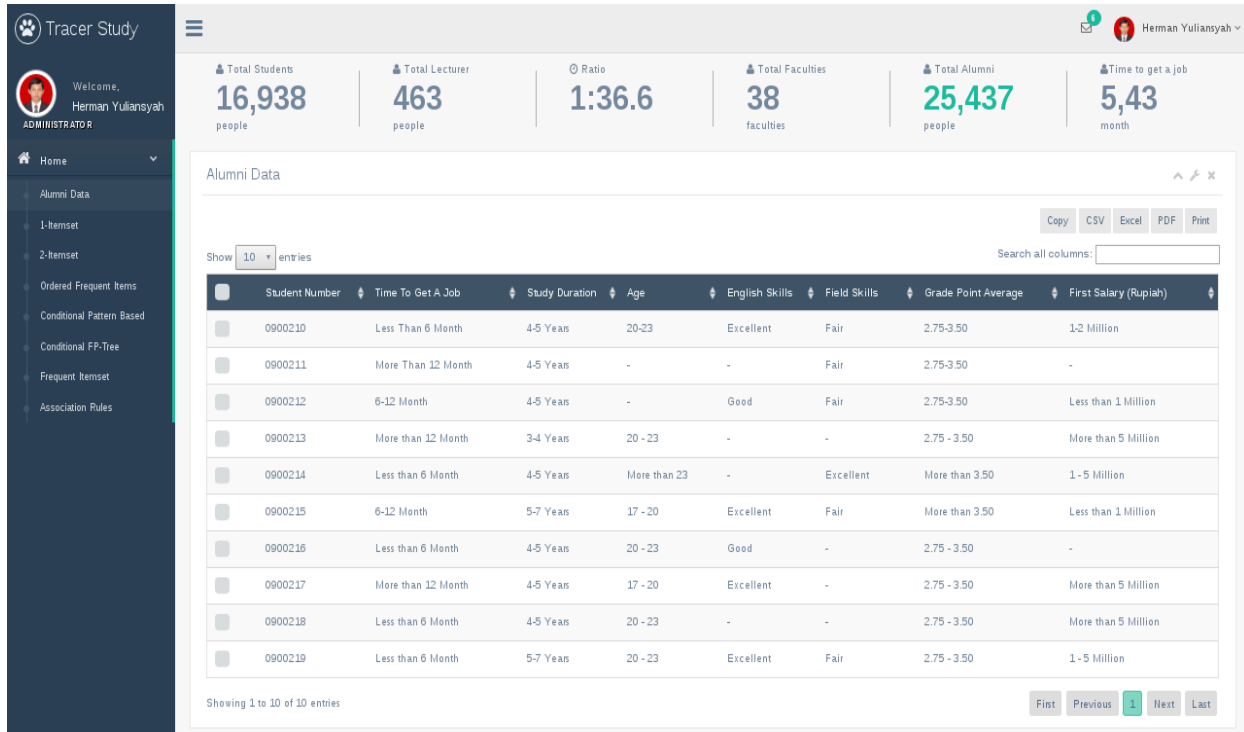 Tracer Study
6
Herman Yuliansyah
Welcome,
Herman Yuliansyah
ADMINISTRATOR
Home
Alumni Data
1-Itemset
2-Itemset
Ordered Frequent Items
Conditional Pattern Based
Conditional FP-Tree
Frequent Itemset
Association Rules
Total Students
16,938
people
Total Lecturer
463
people
Ratio
1:36.6
Total Faculties
38
faculties
Total Alumni
25,437
people
Time to get a job
5,43
month
Alumni Data
Copy CSV Excel PDF Print
Show 10 entries Search all columns:
Student Number Time To Get A Job Study Duration Age English Skills Field Skills Grade Point Average First Salary (Rupiah)
0900210 Less Than 6 Month 4-5 Years 20-23 Excellent Fair 2.75-3.50 1-2 Million
0900211 More Than 12 Month 4-5 Years - - Fair 2.75-3.50 -
0900212 6-12 Month 4-5 Years - Good Fair 2.75-3.50 Less than 1 Million
0900213 More than 12 Month 3-4 Years 20 - 23 - - 2.75 - 3.50 More than 5 Million
0900214 Less than 6 Month 4-5 Years More than 23 - Excellent More than 3.50 1 - 5 Million
0900215 6-12 Month 5-7 Years 17 - 20 Excellent Fair More than 3.50 Less than 1 Million
0900216 Less than 6 Month 4-5 Years 20 - 23 Good - 2.75 - 3.50 -
0900217 More than 12 Month 4-5 Years 17 - 20 Excellent - 2.75 - 3.50 More than 5 Million
0900218 Less than 6 Month 4-5 Years 20 - 23 - - 2.75 - 3.50 More than 5 Million
0900219 Less than 6 Month 5-7 Years 20 - 23 Excellent Fair 2.75 - 3.50 1 - 5 Million
Showing 1 to 10 of 10 entries
First Previous 1 Next Last